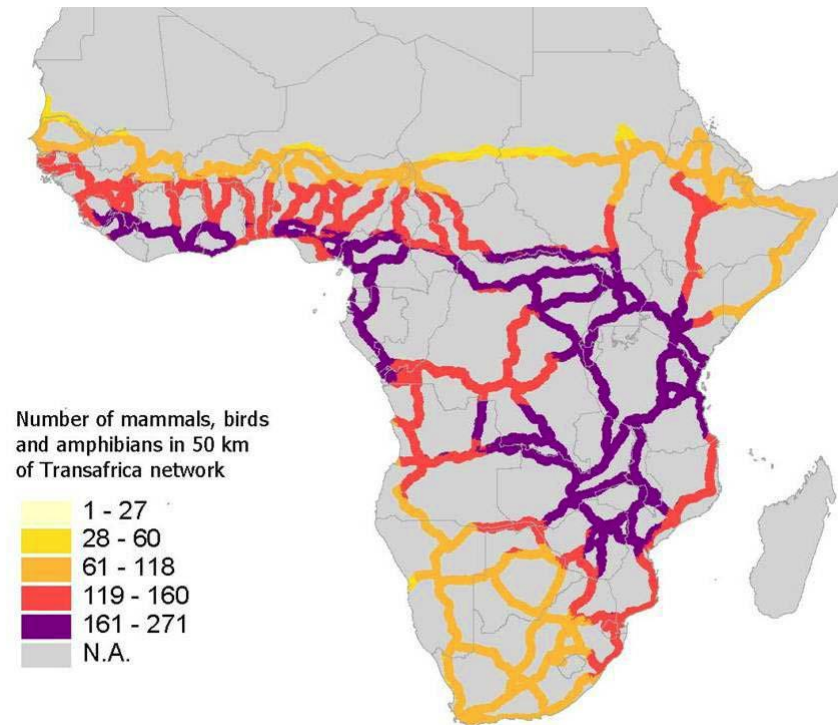 Number of mammals, birds
and amphibians in 50 km
of Transafrica network
1 - 27
28 - 60
61 - 118
119 - 160
161 - 271
N.A.